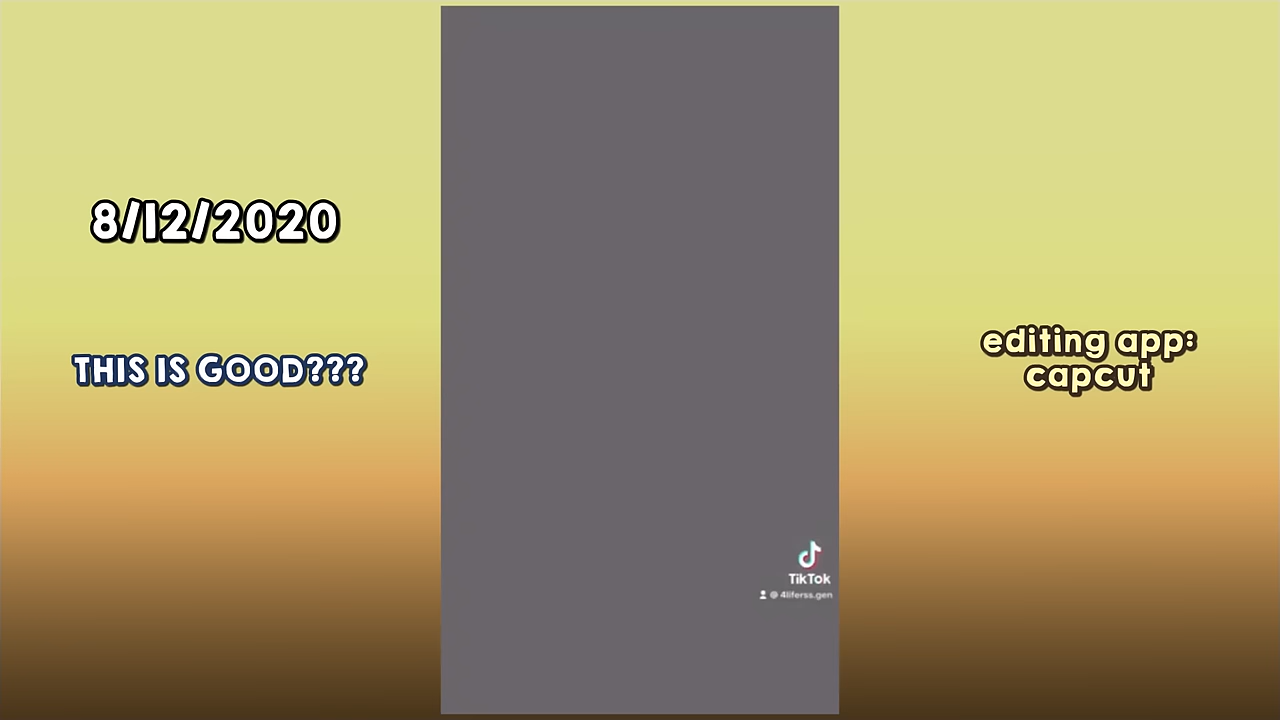 8/12/2020
THIS IS GOOD???
editing app:
capcut
TikTok
@ 4liferss.gen